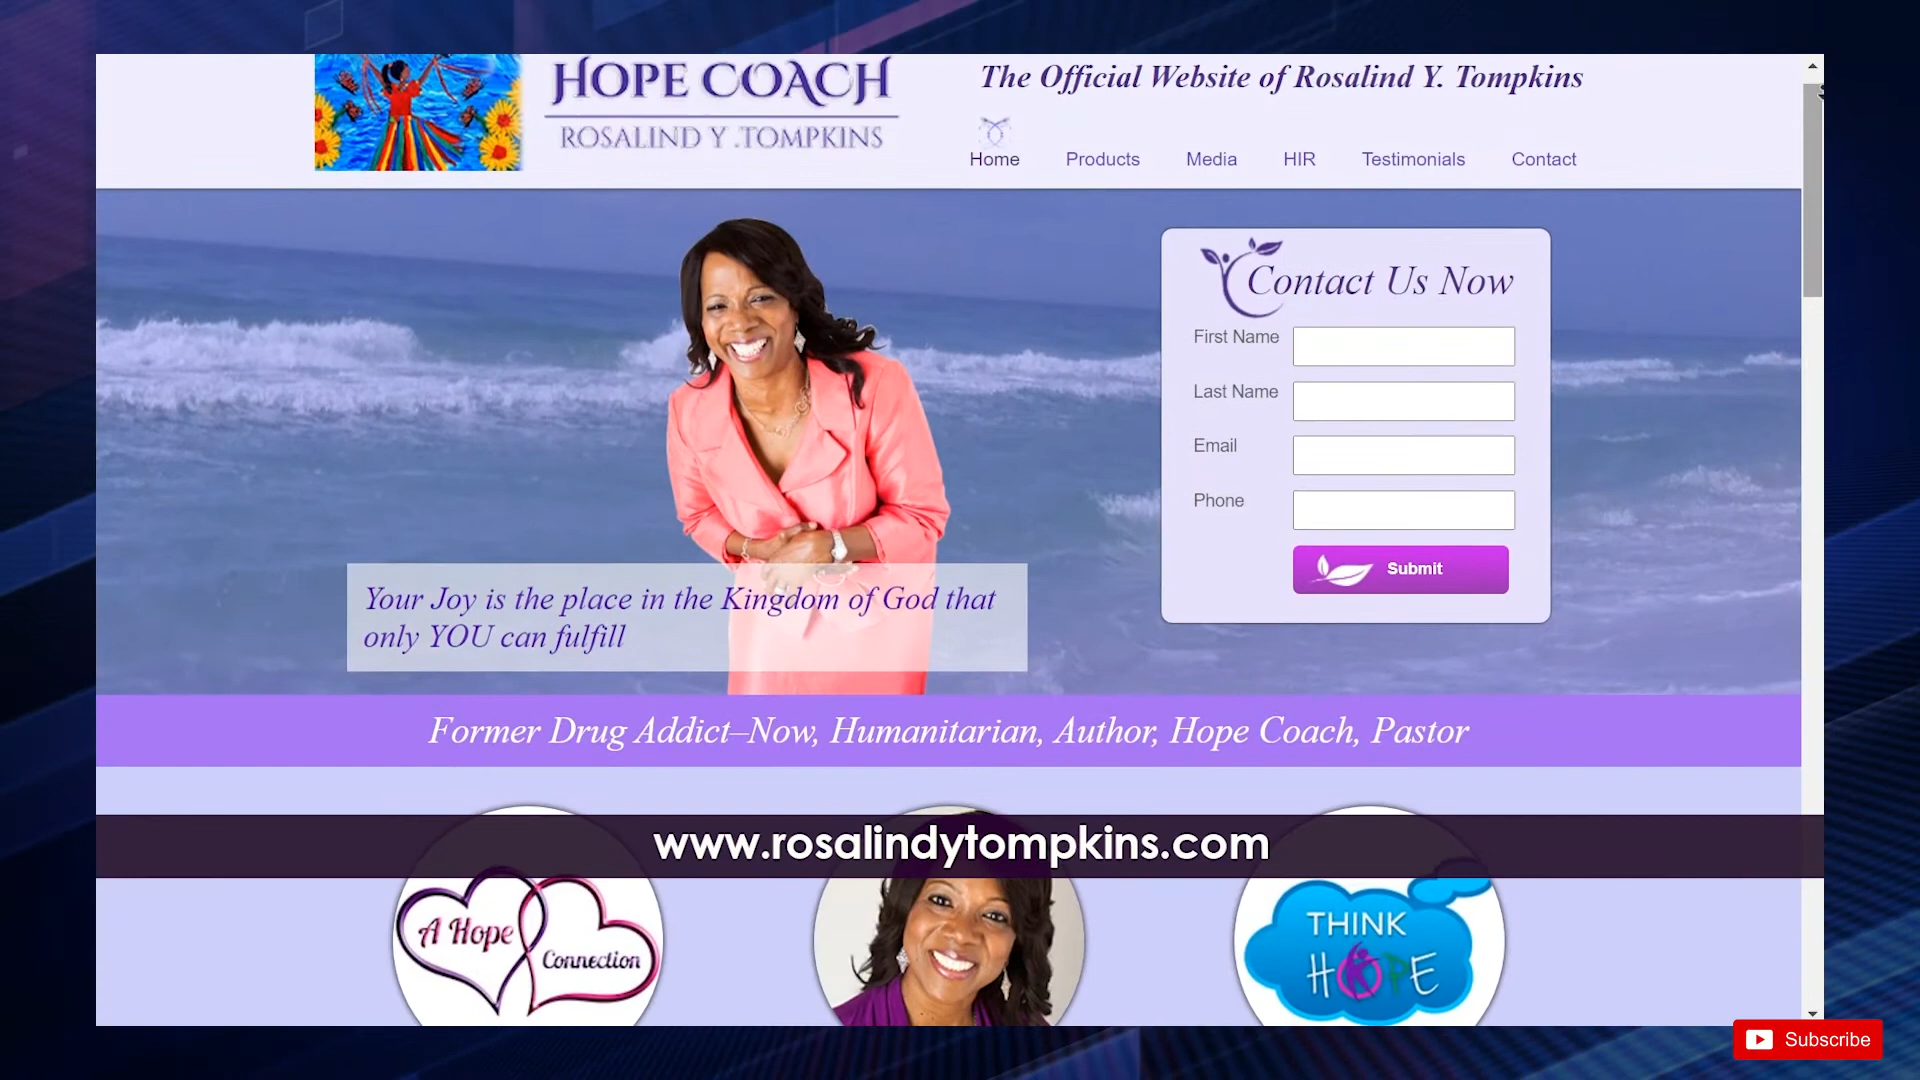 HOPE COACH
ROSALIND Y .TOMPKINS
The Official Website of Rosalind Y. Tompkins
Home Products Media HIR Testimonials Contact
Contact Us Now
First Name
Last Name
Email
Phone
Submit
Your Joy is the place in the Kingdom of God that
only YOU can fulfill
Former Drug Addict–Now, Humanitarian, Author, Hope Coach, Pastor
www.rosalindytompkins.com
A Hope
Connection
THINK
HOPE
Subscribe